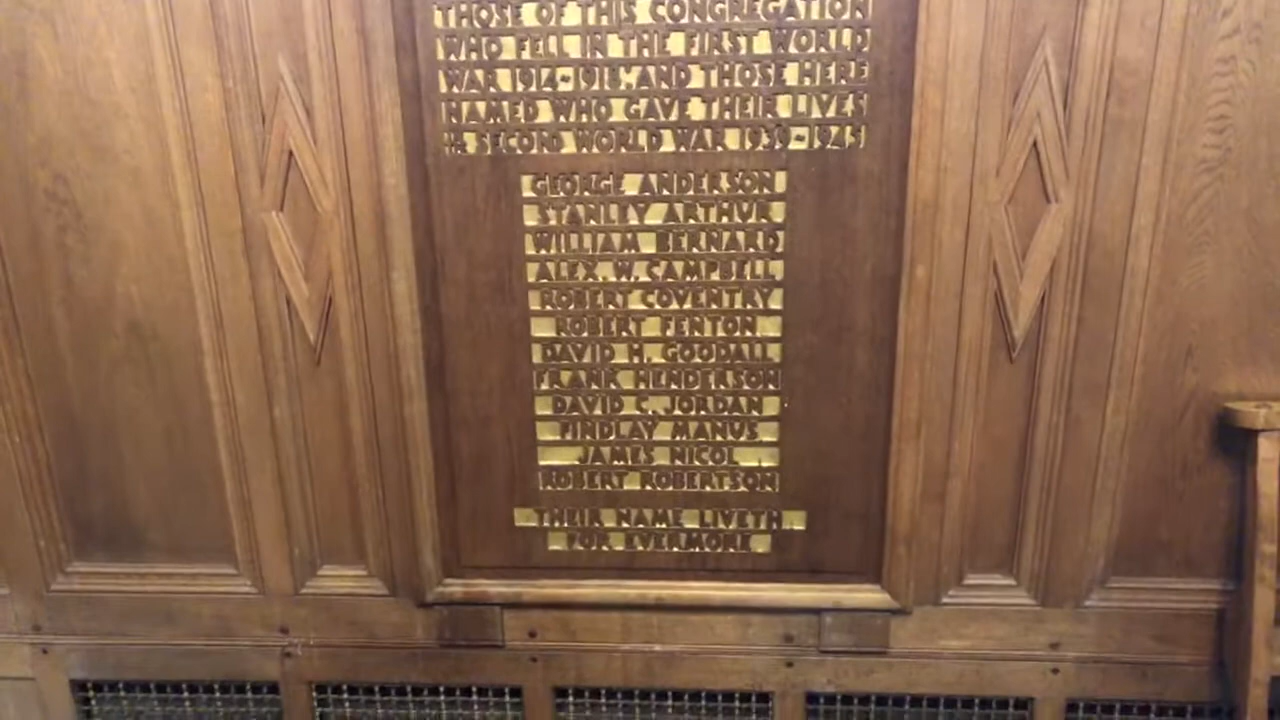 THOSE OF THIS CONGREGATION
WHO FELL IN THE FIRST WORLD
WAR 1914-1918: AND THOSE HERE
NAMED WHO GAVE THEIR LIVES
SECOND WORLD WAR 1939-1945
GEORGE ANDERSON
STANLEY ARTHUR
WILLIAM BERNARD
ALEX. W. CAMPBELL
ROBERT COVENTRY
ROBERT FENTON
DAVID H. GOODALL
FRANK HENDERSON
DAVID C. JORDAN
FINDLAY MANUS
JAMES NICOL
ROBERT ROBERTSON
THEIR NAME LIVETH
FOR EVERMORE